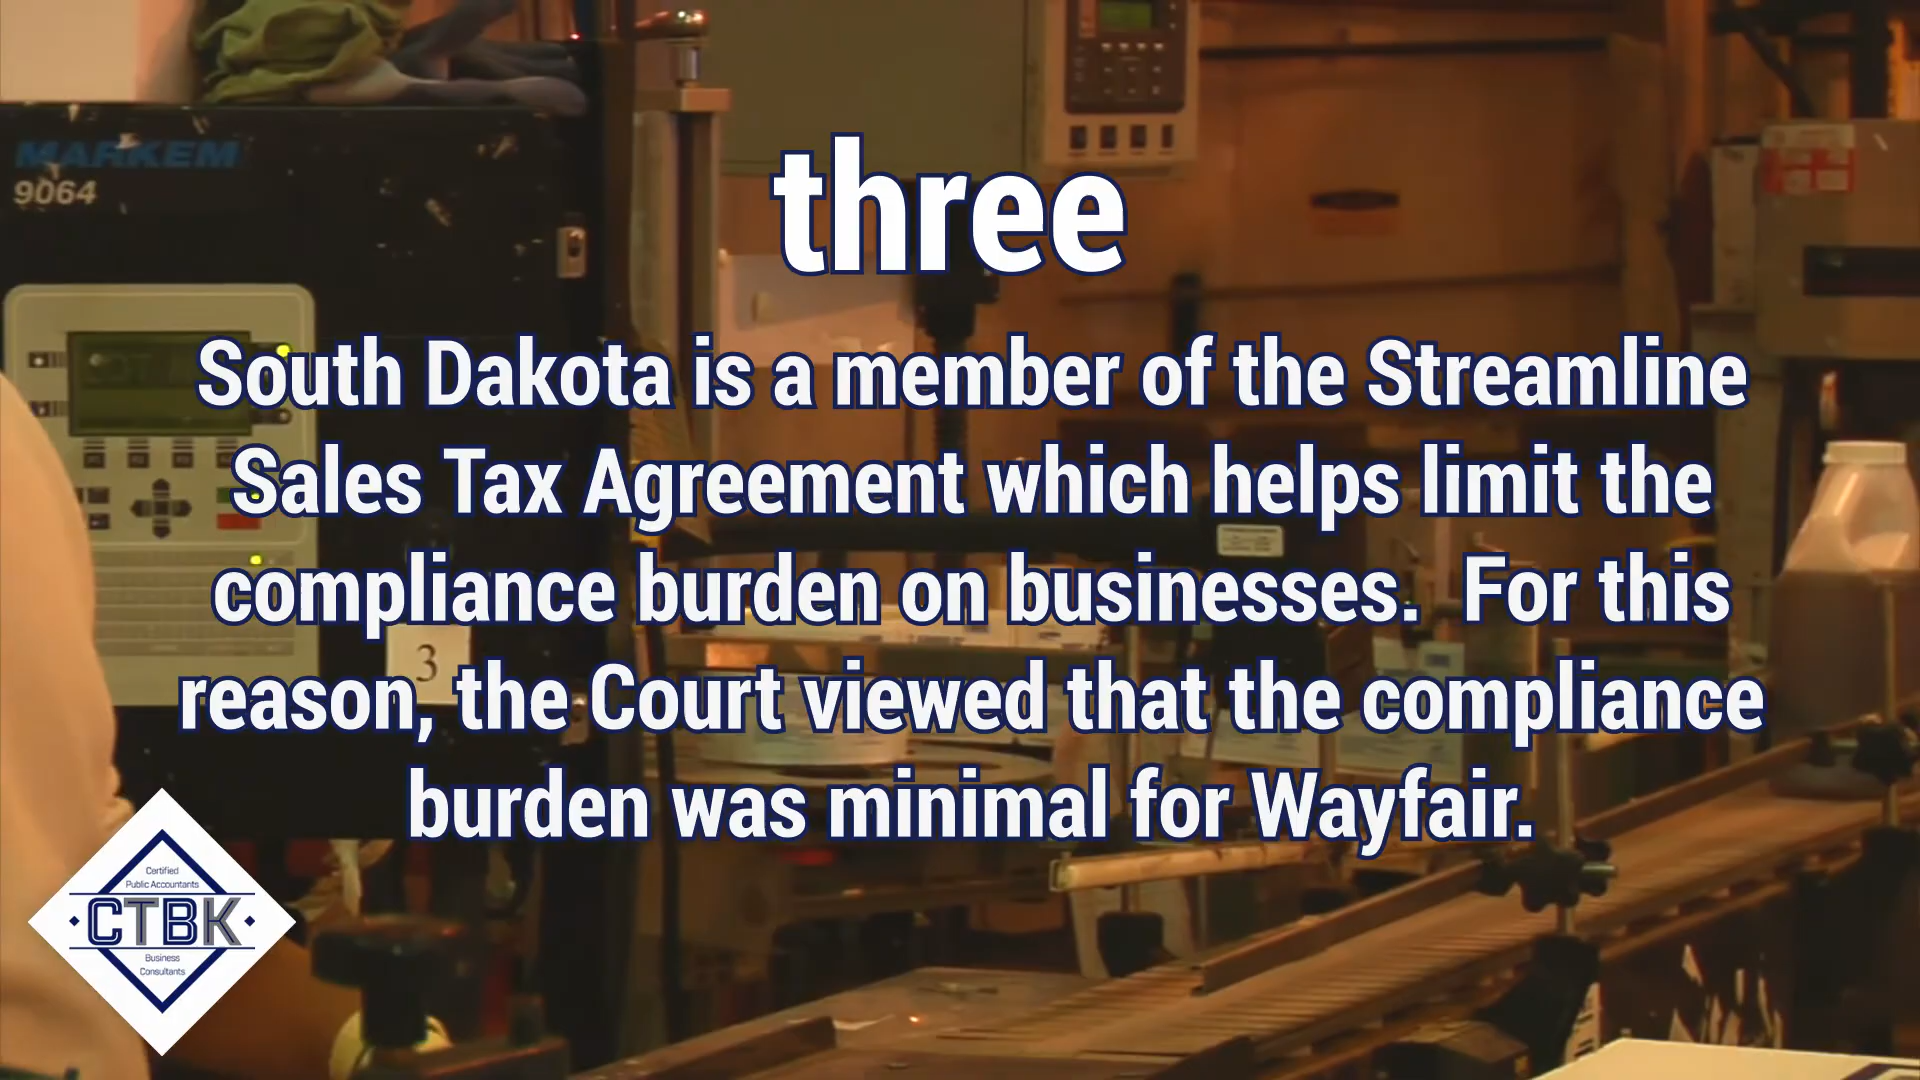 MARKEM
9064
three
South Dakota is a member of the Streamline
Sales Tax Agreement which helps limit the
compliance burden on businesses.  For this
reason, the Court viewed that the compliance
burden was minimal for Wayfair.
3
Certified
Public Accountants
CTBK
Business
Consultants